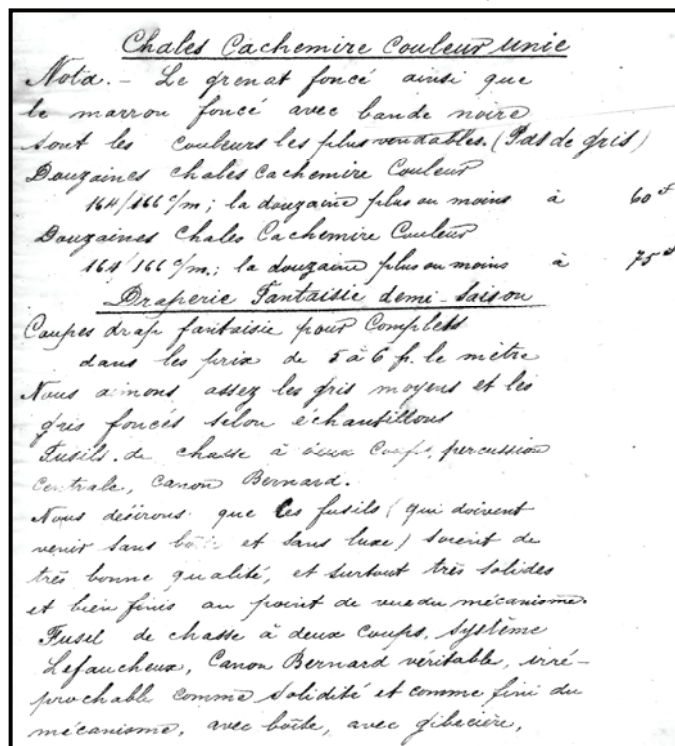 Chales Cachemire Couleur unie
Nota. - Le grenat foncé ainsi que
le marron foncé avec bande noire
sont les couleurs les plus vendables. (Pas de gris)
Douzaines chales cachemire Couleur
164/166 c/m; la douzaine plus ou moins à 60 f
Douzaines Chales Cachemire Couleur
164/166 c/m; la douzaine plus ou moins à 75 f
Draperie Fantaisie demi-saison
Coupes drap fantaisie pour Complets
dans les prix de 5 à 6 f. le mètre
Nous aimons assez les gris moyens et les
gris foncés selon échantillons
Fusils de chasse à deux coups, percussion
centrale, canon Bernard.
Nous désirons que les fusils (qui doivent
venir sans boîte et sans luxe) soient de
très bonne qualité, et surtout très solides
et bien finis au point de vue du mécanisme.
Fusil de chasse à deux coups, système
Lefaucheux, Canon Bernard véritable, irré-
prochable comme solidité et comme fini du
mécanisme, avec boîte, avec gibecière,